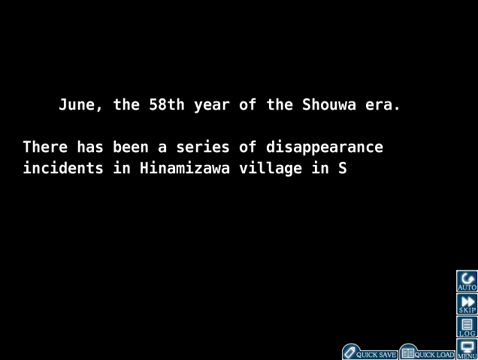 June, the 58th year of the Shouwa era.
There has been a series of disappearance
incidents in Hinamizawa village in S
AUTO
SKIP
LOG
QUICK SAVE
QUICK LOAD
MENU